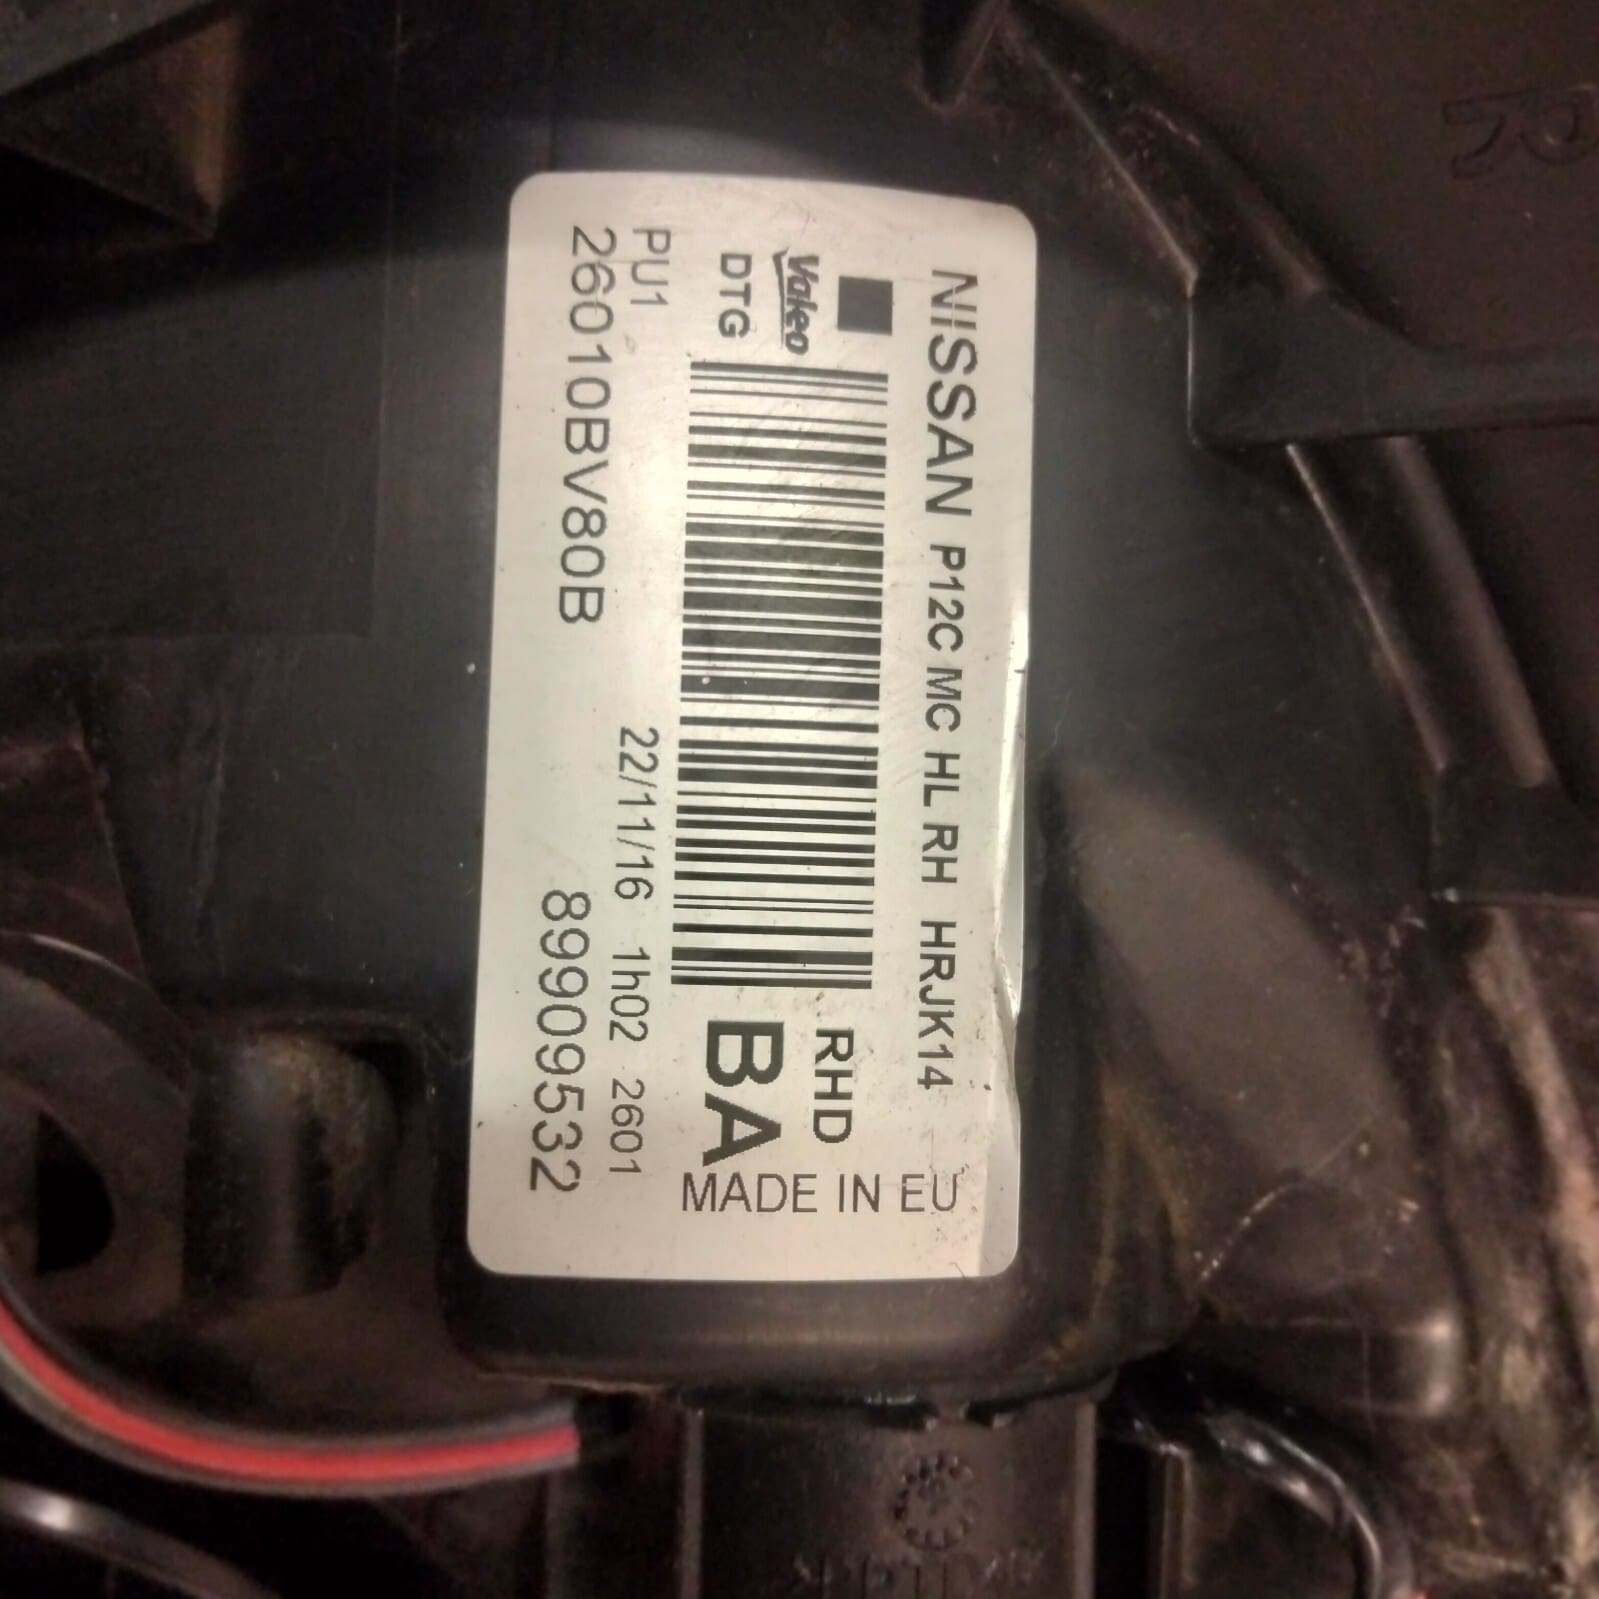 NISSAN P12C MC HL RH HRJK14
Valeo
DTG
RHD
BA
MADE IN EU
PU1
22/11/16 1h02 2601
26010BV80B
899909532